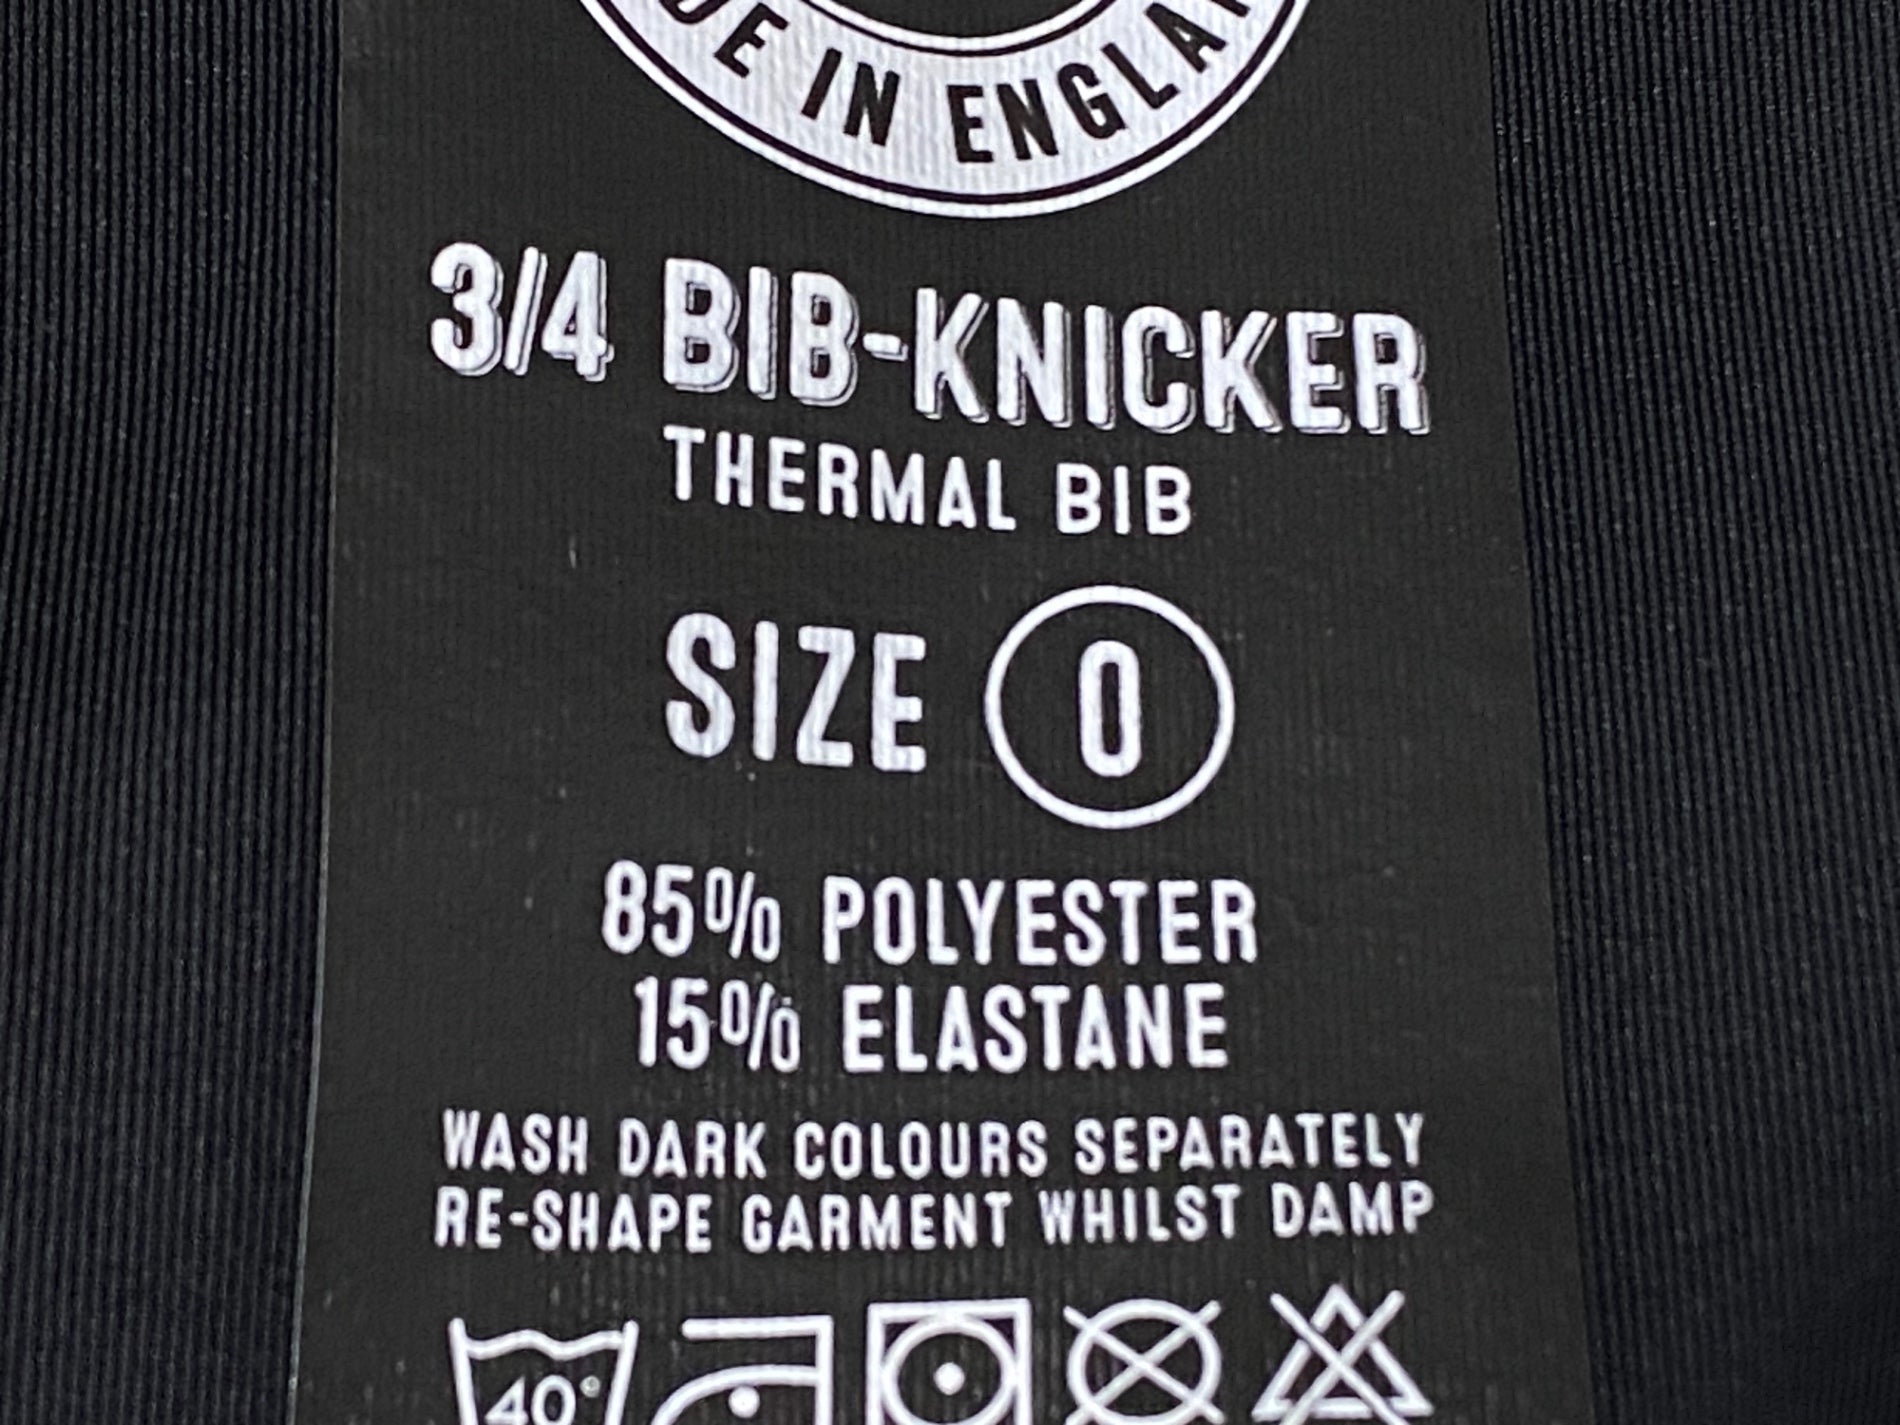 IN ENGLAND
3/4 BIB-KNICKER
THERMAL BIB
SIZE 0
85% POLYESTER
15% ELASTANE
WASH DARK COLOURS SEPARATELY
RE-SHAPE GARMENT WHILST DAMP
40°